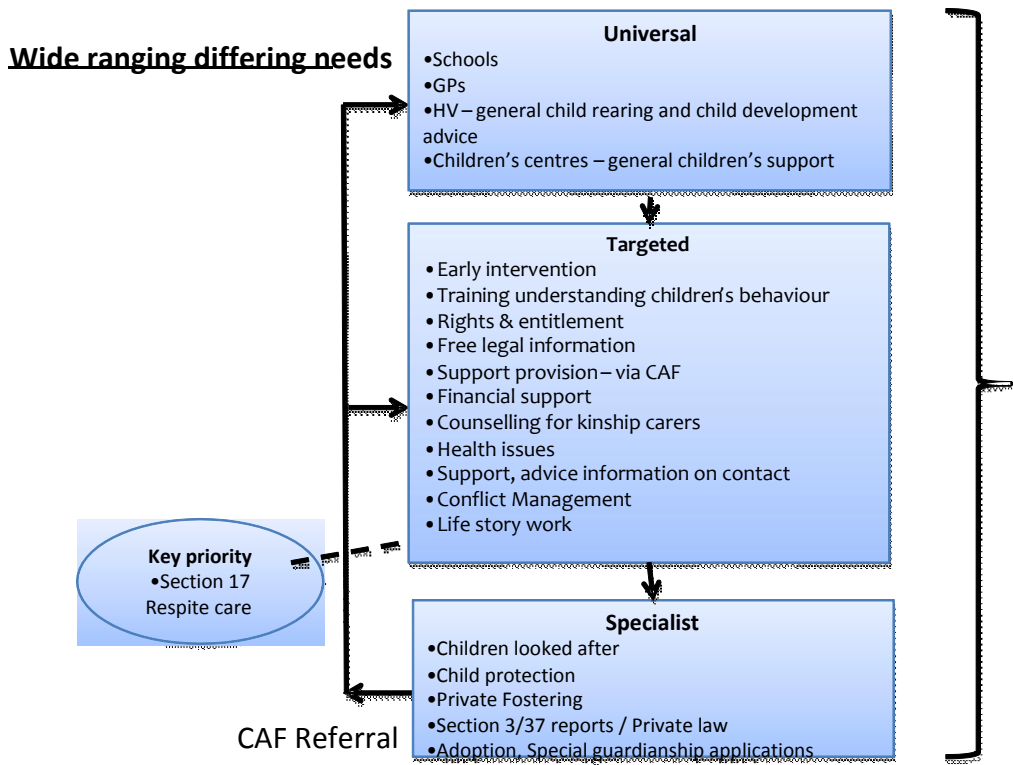 Wide ranging differing needs
Universal
•Schools
•GPs
•HV – general child rearing and child development
advice
•Children's centres – general children's support
Targeted
•Early intervention
•Training understanding children's behaviour
•Rights & entitlement
•Free legal information
•Support provision – via CAF
•Financial support
•Counselling for kinship carers
•Health issues
•Support, advice information on contact
•Conflict Management
•Life story work
Key priority
•Section 17
Respite care
Specialist
•Children looked after
•Child protection
•Private Fostering
•Section 3/37 reports / Private law
•Adoption, Special guardianship applications
CAF Referral